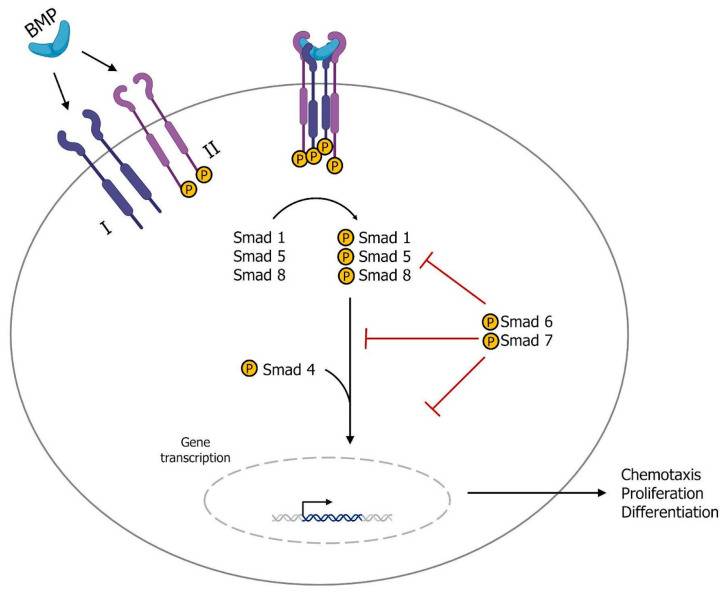 BMP
II
I
P
P
P
P
P
P
Smad 1
Smad 5
Smad 8
P Smad 1
P Smad 5
P Smad 8
P Smad 6
P Smad 7
P Smad 4
Gene
transcription
Chemotaxis
Proliferation
Differentiation